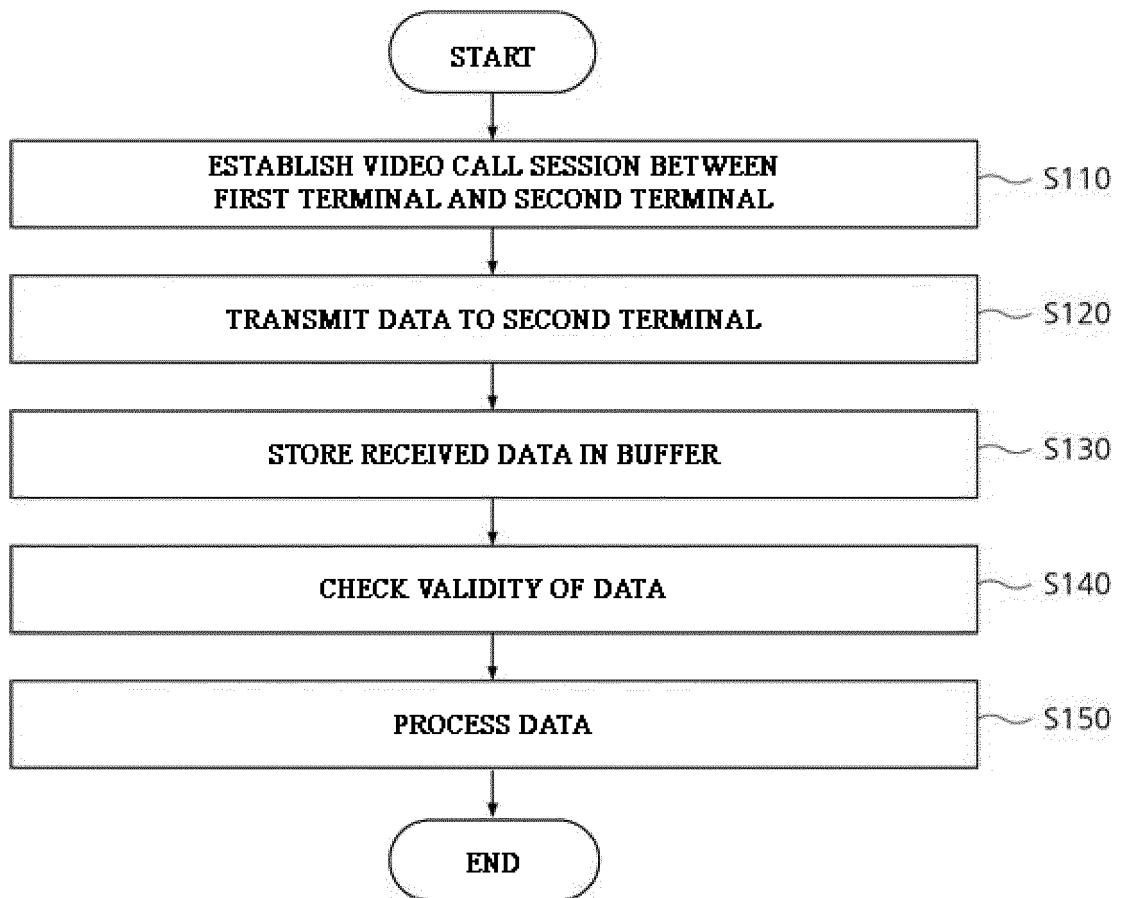 START
ESTABLISH VIDEO CALL SESSION BETWEEN
FIRST TERMINAL AND SECOND TERMINAL
S110
TRANSMIT DATA TO SECOND TERMINAL
S120
STORE RECEIVED DATA IN BUFFER
S130
CHECK VALIDITY OF DATA
S140
PROCESS DATA
S150
END